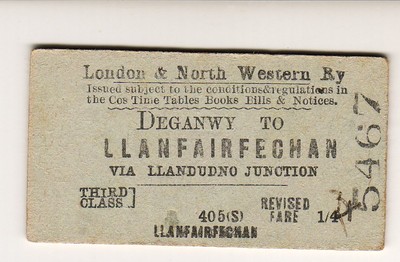 London & North Western Ry
Issued subject to the conditions&regulations in
the Cos Time Tables Books Bills & Notices.
DEGANWY TO
LLANFAIRFECHAN
VIA LLANDUDNO JUNCTION
THIRD CLASS]
405(S)
REVISED FARE 1/4
LLANFAIRFECHAN
5467